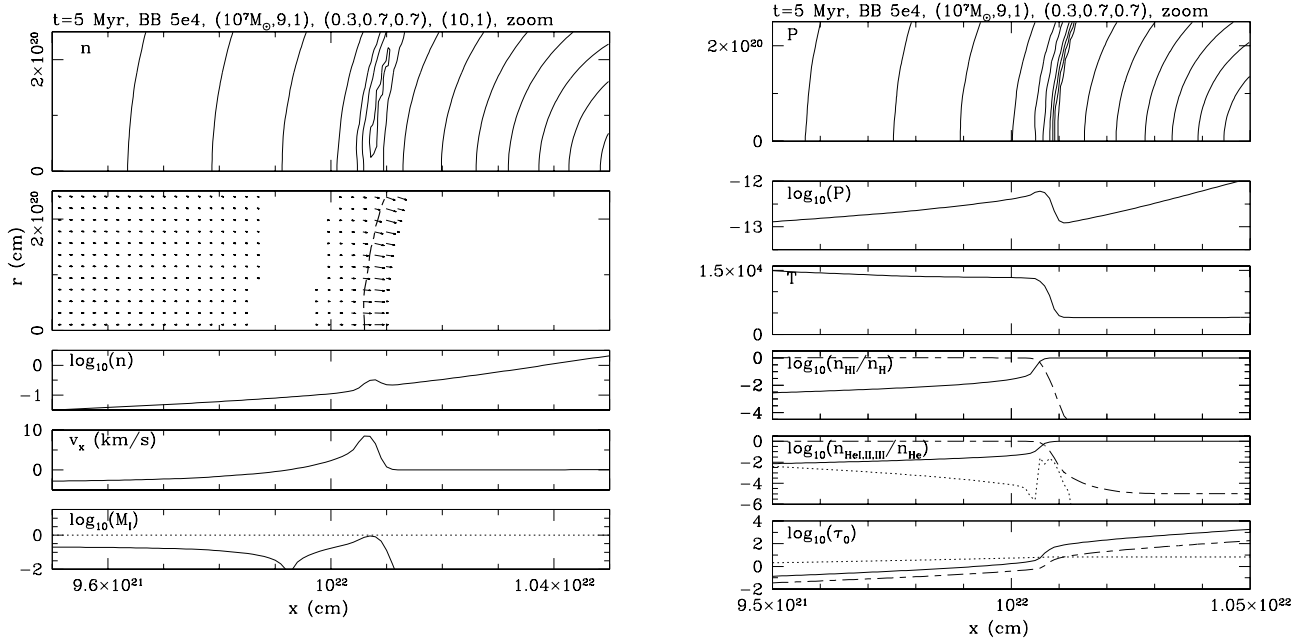 t=5 Myr, BB 5e4, (10⁷M⊙,9,1), (0.3,0.7,0.7), (10,1), zoom
n
2×10²⁰
0
r (cm)
2×10²⁰
0
log₁₀(n)
0
−1
vₓ (km/s)
10
0
log₁₀(M_I)
0
−2
9.6×10²¹
10²²
1.04×10²²
x (cm)
t=5 Myr, BB 5e4, (10⁷M⊙,9,1), (0.3,0.7,0.7), zoom
P
2×10²⁰
0
log₁₀(P)
−12
−13
T
1.5×10⁴
0
log₁₀(n_HI/n_H)
0
−2
−4
log₁₀(n_HeI,II,III/n_He)
0
−2
−4
−6
log₁₀(τ₀)
4
2
0
−2
9.5×10²¹
10²²
1.05×10²²
x (cm)